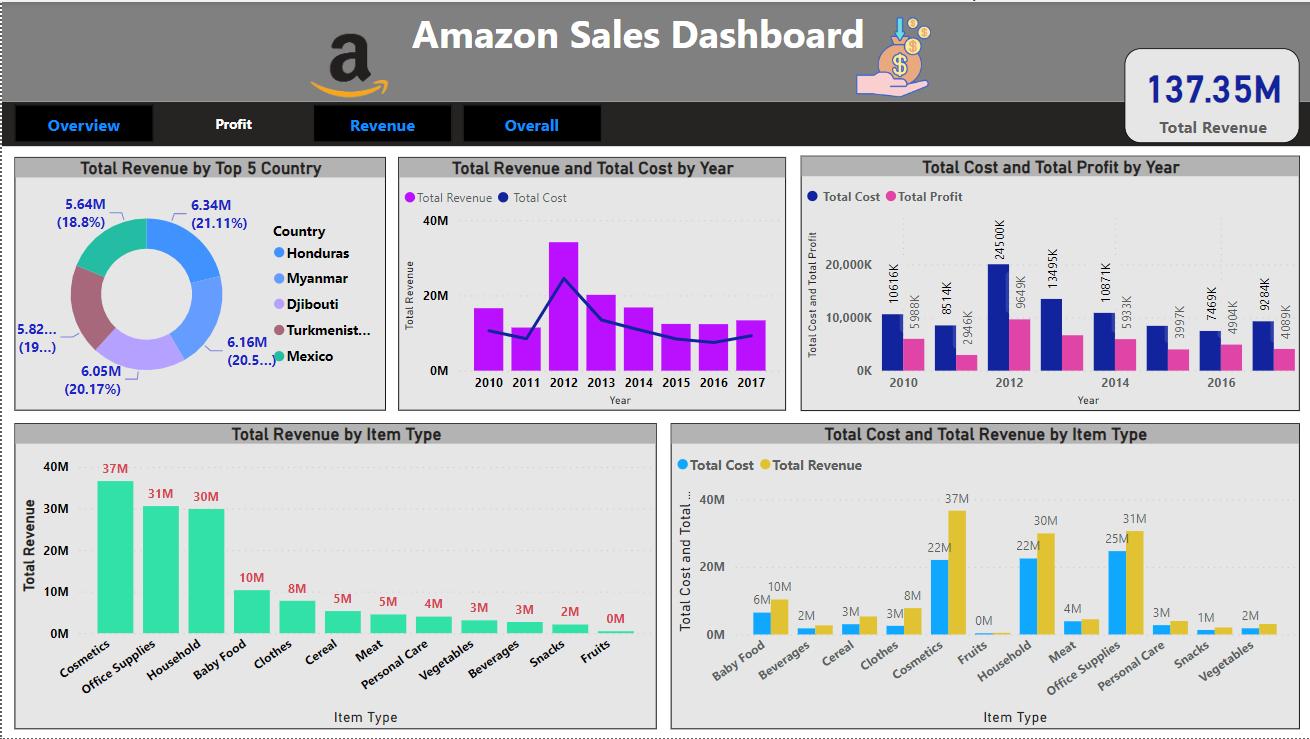 Amazon Sales Dashboard
a
137.35M
Total Revenue
Overview
Profit
Revenue
Overall
Total Revenue by Top 5 Country
5.64M
(18.8%)
6.34M
(21.11%)
5.82...
(19...)
6.16M
(20.5...)
6.05M
(20.17%)
Country
Honduras
Myanmar
Djibouti
Turkmenist...
Mexico
Total Revenue and Total Cost by Year
Total Revenue Total Cost
Total Revenue
40M
20M
0M
2010 2011 2012 2013 2014 2015 2016 2017
Year
Total Cost and Total Profit by Year
Total Cost Total Profit
Total Cost and Total Profit
20,000K
10,000K
0K
10616K 5988K 8514K 2946K 24500K 9649K 13495K 10871K 5933K 3997K 7469K 4904K 9284K 4089K
2010 2012 2014 2016
Year
Total Revenue by Item Type
Total Revenue
40M
30M
20M
10M
0M
37M 31M 30M 10M 8M 5M 5M 4M 3M 3M 2M 0M
Cosmetics Office Supplies Household Baby Food Clothes Cereal Meat Personal Care Vegetables Beverages Snacks Fruits
Item Type
Total Cost and Total Revenue by Item Type
Total Cost Total Revenue
Total Cost and Total ...
40M
20M
0M
6M 10M 2M 3M 3M 8M 22M 37M 0M 22M 30M 4M 25M 31M 3M 1M 2M
Baby Food Beverages Cereal Clothes Cosmetics Fruits Household Meat Office Supplies Personal Care Snacks Vegetables
Item Type